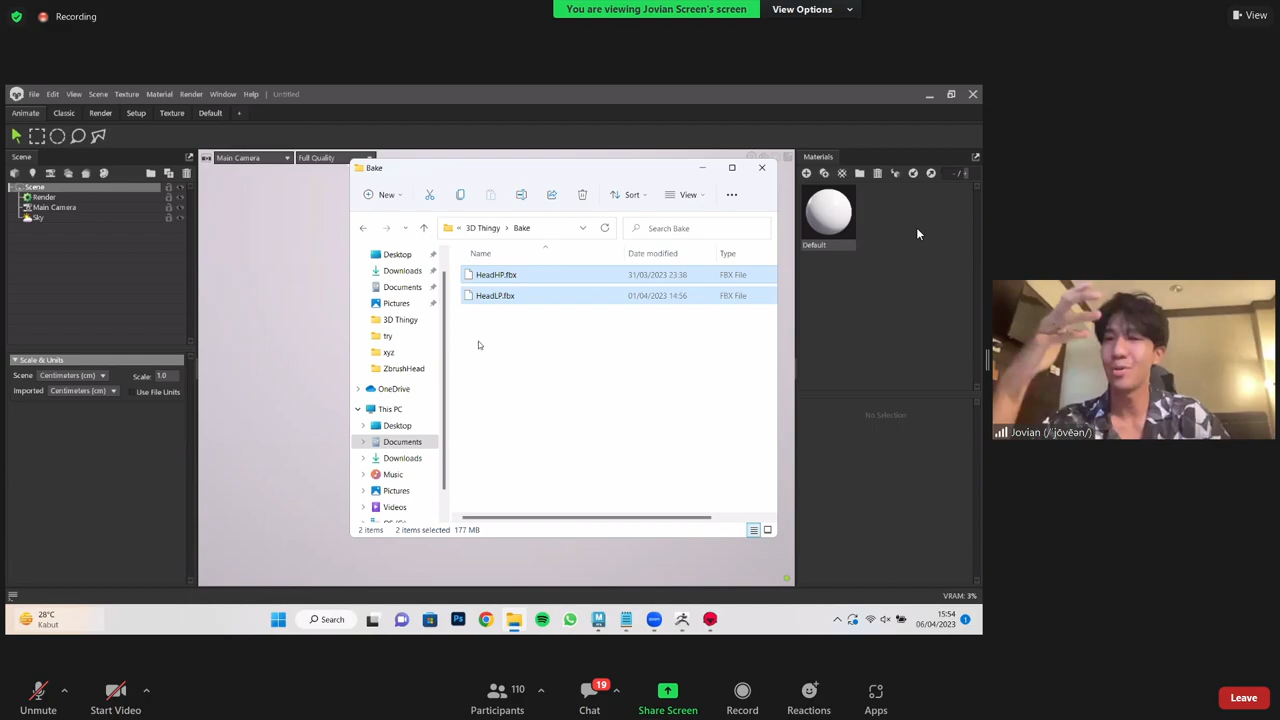 You are viewing Jovian Screen's screen
View Options
Recording
View
File Edit View Scene Texture Material Render Window Help Untitled
Animate Classic Render Setup Texture Default +
Scene
Main Camera
Full Quality
Materials
Scene
Render
Main Camera
Sky
Default
Bake
New
Sort
View
3D Thingy > Bake
Search Bake
Name Date modified Type
Desktop
Downloads
Documents
Pictures
3D Thingy
try
xyz
ZbrushHead
OneDrive
This PC
Desktop
Documents
Downloads
Music
Pictures
Videos
HeadHP.fbx 31/03/2023 23:38 FBX File
HeadLP.fbx 01/04/2023 14:56 FBX File
2 items 2 items selected 177 MB
Scale & Units
Scene Centimeters (cm) Scale: 1.0
Imported Centimeters (cm) Use File Units
No Selection
Jovian (/'jōvēən/)
VRAM: 3%
28°C
Kabut
Search
15:54
06/04/2023
1
Unmute
Start Video
Participants
110
Chat
19
Share Screen
Record
Reactions
Apps
Leave